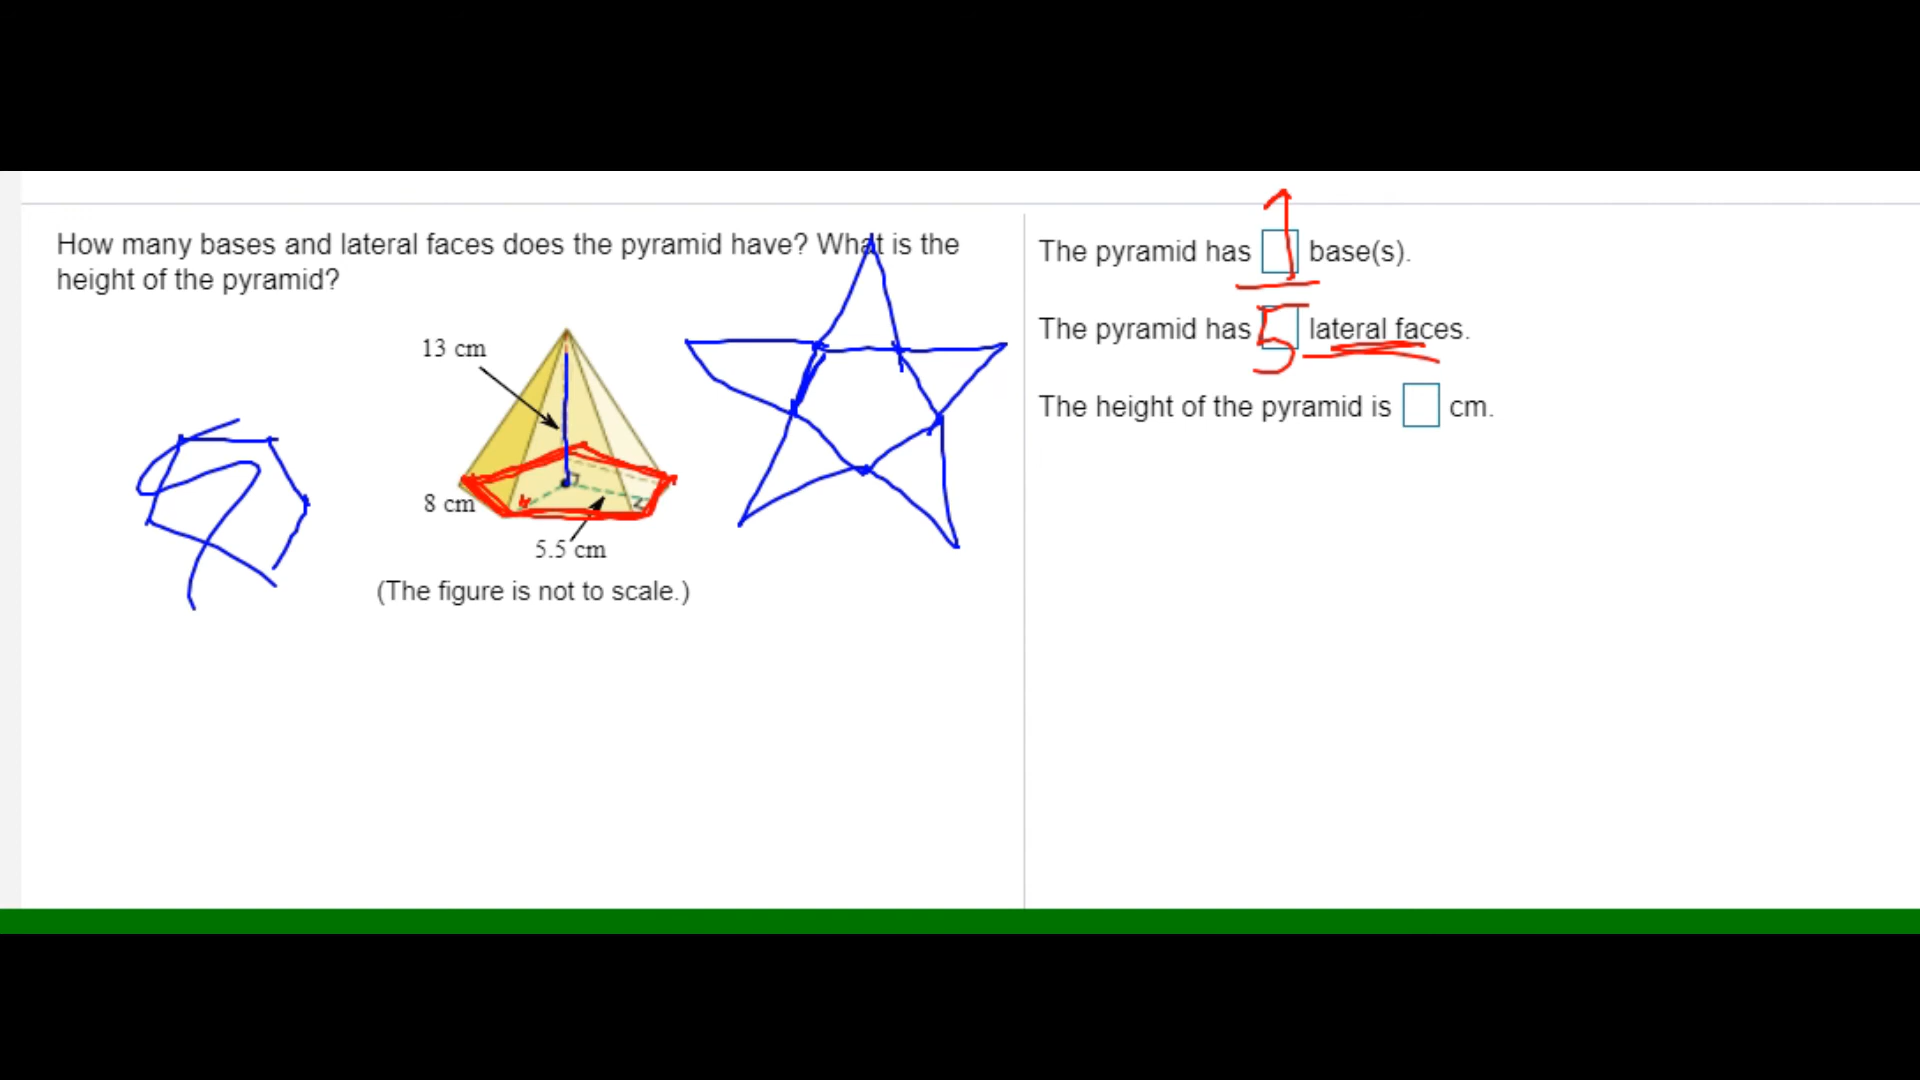 How many bases and lateral faces does the pyramid have? What is the
height of the pyramid?
13 cm
8 cm
5.5 cm
(The figure is not to scale.)
The pyramid has 1 base(s).
The pyramid has 5 lateral faces.
The height of the pyramid is cm.